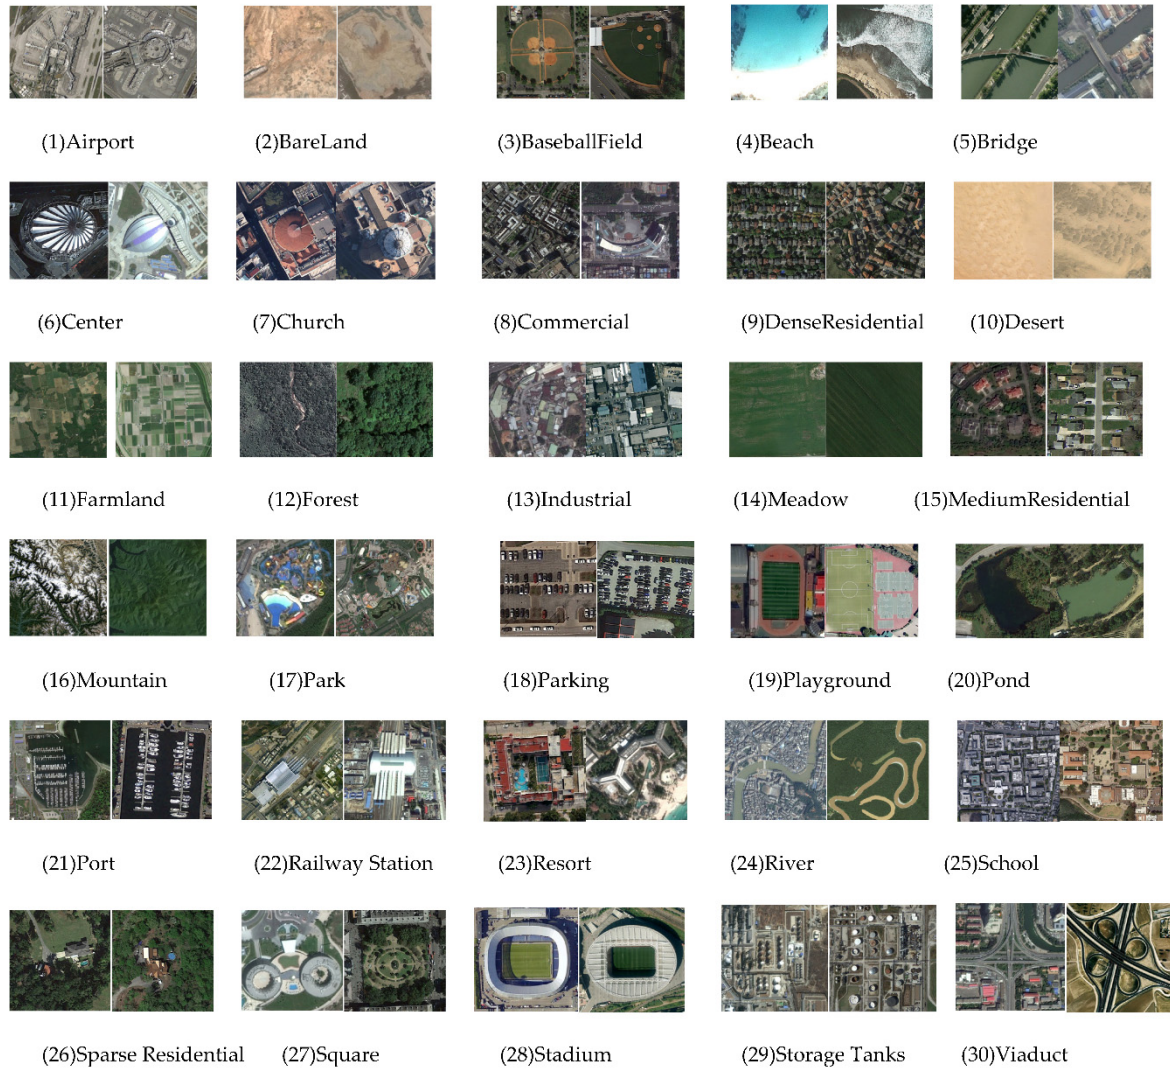 (1)Airport
(2)BareLand
(3)BaseballField
(4)Beach
(5)Bridge
(6)Center
(7)Church
(8)Commercial
(9)DenseResidential
(10)Desert
(11)Farmland
(12)Forest
(13)Industrial
(14)Meadow
(15)MediumResidential
(16)Mountain
(17)Park
(18)Parking
(19)Playground
(20)Pond
(21)Port
(22)Railway Station
(23)Resort
(24)River
(25)School
(26)Sparse Residential
(27)Square
(28)Stadium
(29)Storage Tanks
(30)Viaduct